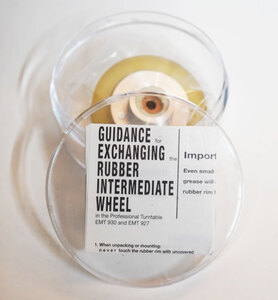 GUIDANCE for
EXCHANGING the
RUBBER
INTERMEDIATE
WHEEL
in the Professional Turntable
EMT 930 and EMT 927
1. When unpacking or mounting:
never touch the rubber rim with uncovered
Import
Even small
grease will
rubber rim